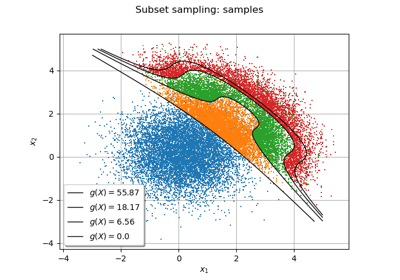 Subset sampling: samples
4
2
0
−2
−4
x2
g(X) = 55.87
g(X) = 18.17
g(X) = 6.56
g(X) = 0.0
−4 −2 0 2 4
x1